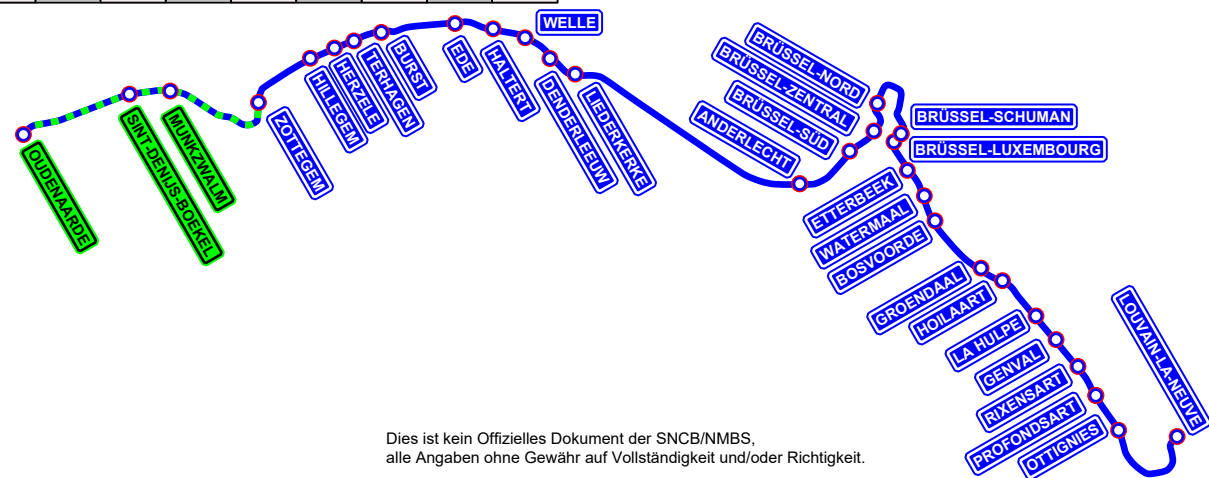 OUDENAARDE
SINT-DENIJS-BOEKEL
MUNKZWALM
ZOTTEGEM
HILLEGEM
HERZELE
TERHAGEN
BURST
EDE
HALTERT
WELLE
DENDERLEEUW
LIEDERKERKE
ANDERLECHT
BRÜSSEL-SÜD
BRÜSSEL-ZENTRAL
BRÜSSEL-NORD
BRÜSSEL-SCHUMAN
BRÜSSEL-LUXEMBOURG
ETTERBEEK
WATERMAAL
BOSVOORDE
GROENDAAL
HOILAART
LA HULPE
GENVAL
RIXENSART
PROFONDSART
OTTIGNIES
LOUVAIN-LA-NEUVE
Dies ist kein Offizielles Dokument der SNCB/NMBS,
alle Angaben ohne Gewähr auf Vollständigkeit und/oder Richtigkeit.